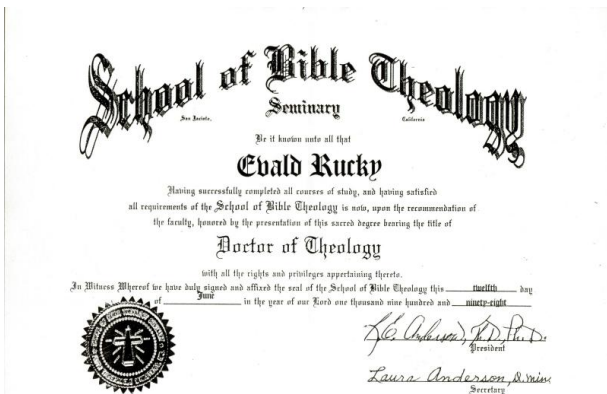 School of Bible Theology
Seminary
San Jacinto, California
Be it known unto all that
Evald Rucky
Having successfully completed all courses of study, and having satisfied
all requirements of the School of Bible Theology is now, upon the recommendation of
the faculty, honored by the presentation of this sacred degree bearing the title of
Doctor of Theology
with all the rights and privileges appertaining thereto.
In Witness Whereof we have duly signed and affixed the seal of the School of Bible Theology this twelfth day
of June in the year of our Lord one thousand nine hundred and ninety-eight
K.E. Anderson, Th.D., Ph.D.
President
Laura Anderson, D.min
Secretary